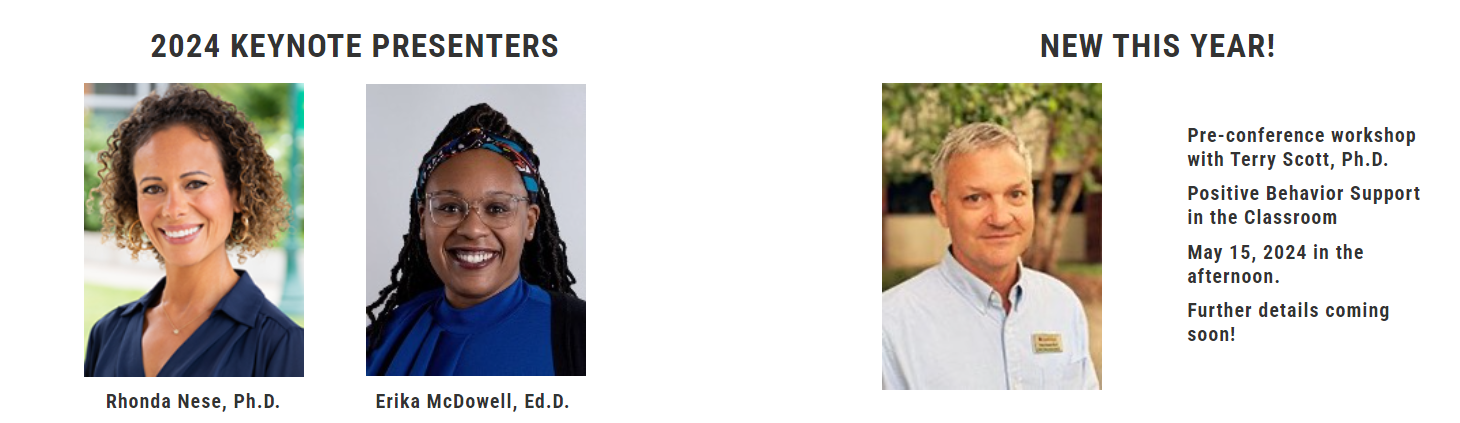 2024 KEYNOTE PRESENTERS
Rhonda Nese, Ph.D.
Erika McDowell, Ed.D.
NEW THIS YEAR!
Pre-conference workshop
with Terry Scott, Ph.D.
Positive Behavior Support
in the Classroom
May 15, 2024 in the
afternoon.
Further details coming
soon!